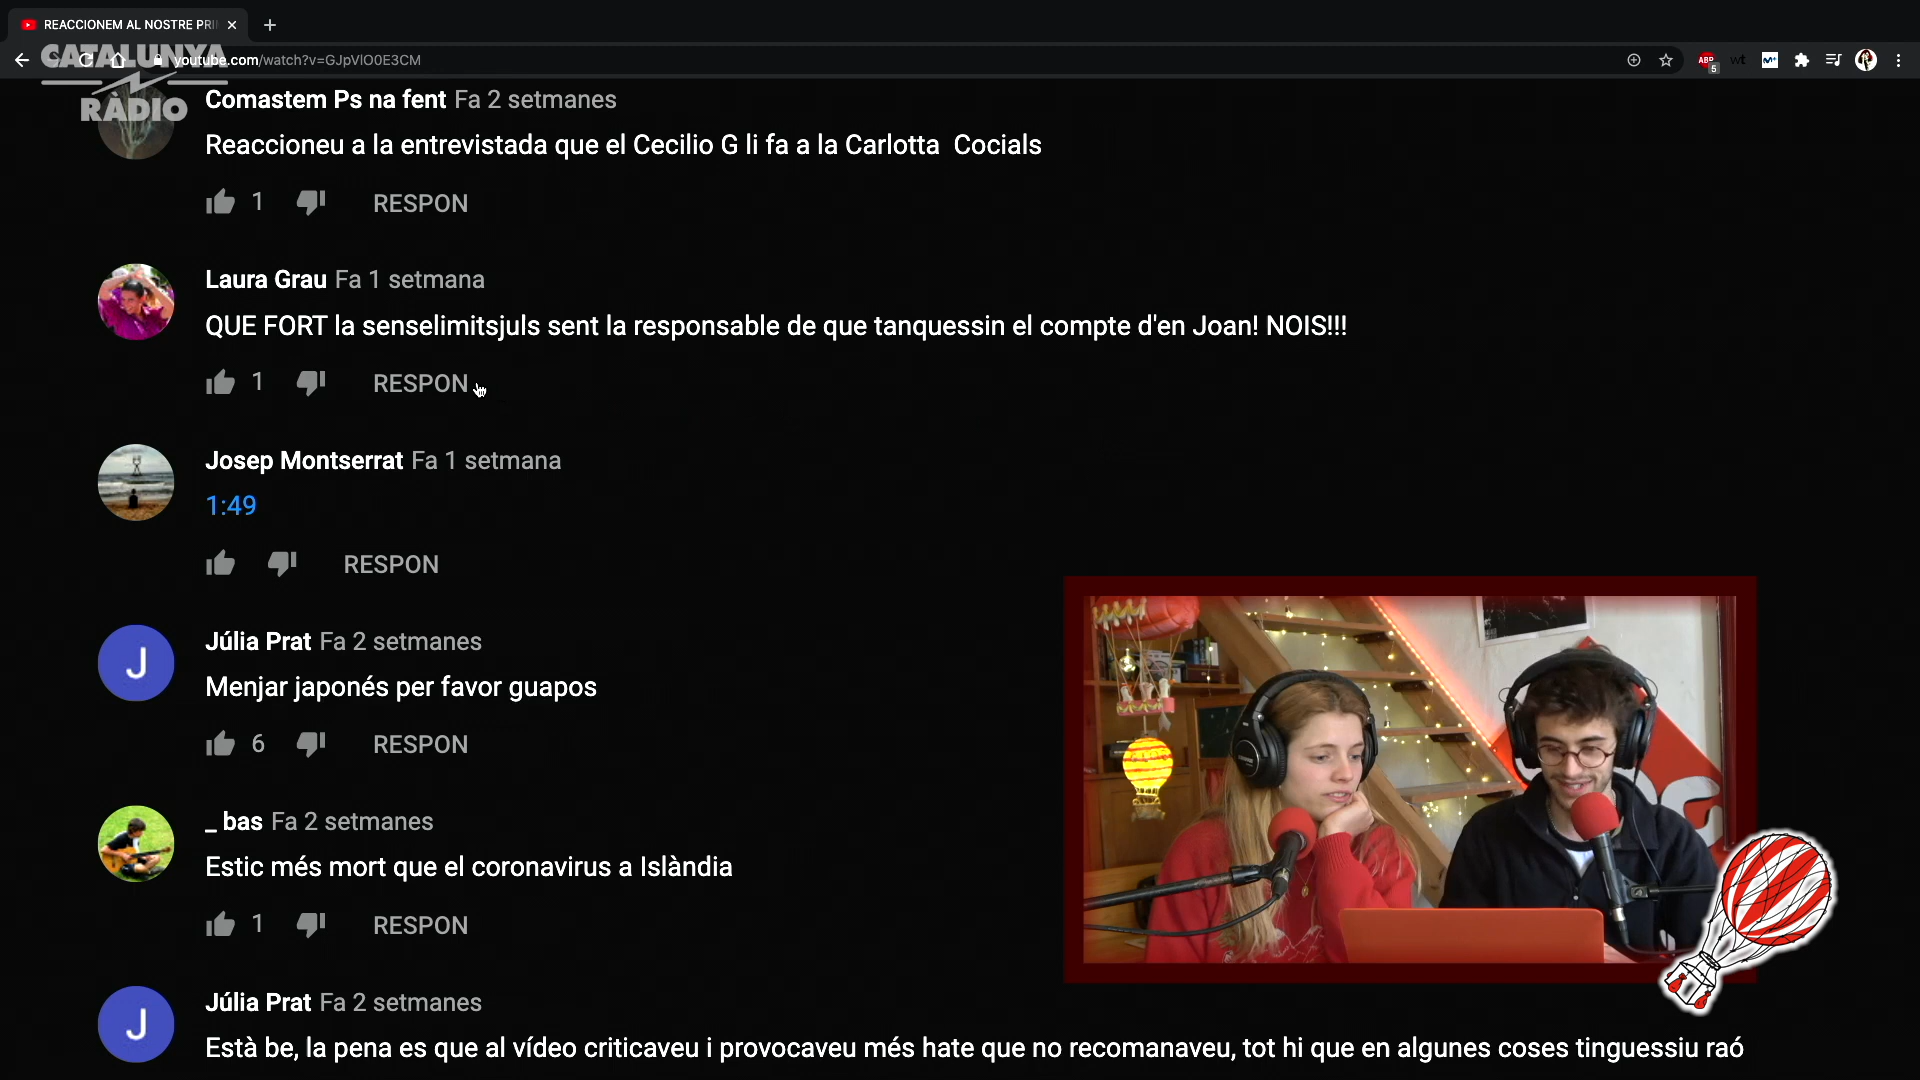 REACCIONEM AL NOSTRE PRI
CATALUNYA
RÀDIO
youtube.com/watch?v=GJpVlO0E3CM
ABP
5
wt
Comastem Ps na fent Fa 2 setmanes
Reaccioneu a la entrevistada que el Cecilio G li fa a la Carlotta Cocials
1 RESPON
Laura Grau Fa 1 setmana
QUE FORT la senselimitsjuls sent la responsable de que tanquessin el compte d'en Joan! NOIS!!!
1 RESPON
Josep Montserrat Fa 1 setmana
1:49
RESPON
J
Júlia Prat Fa 2 setmanes
Menjar japonés per favor guapos
6 RESPON
_ bas Fa 2 setmanes
Estic més mort que el coronavirus a Islàndia
1 RESPON
J
Júlia Prat Fa 2 setmanes
Està be, la pena es que al vídeo criticaveu i provocaveu més hate que no recomanaveu, tot hi que en algunes coses tinguessiu raó